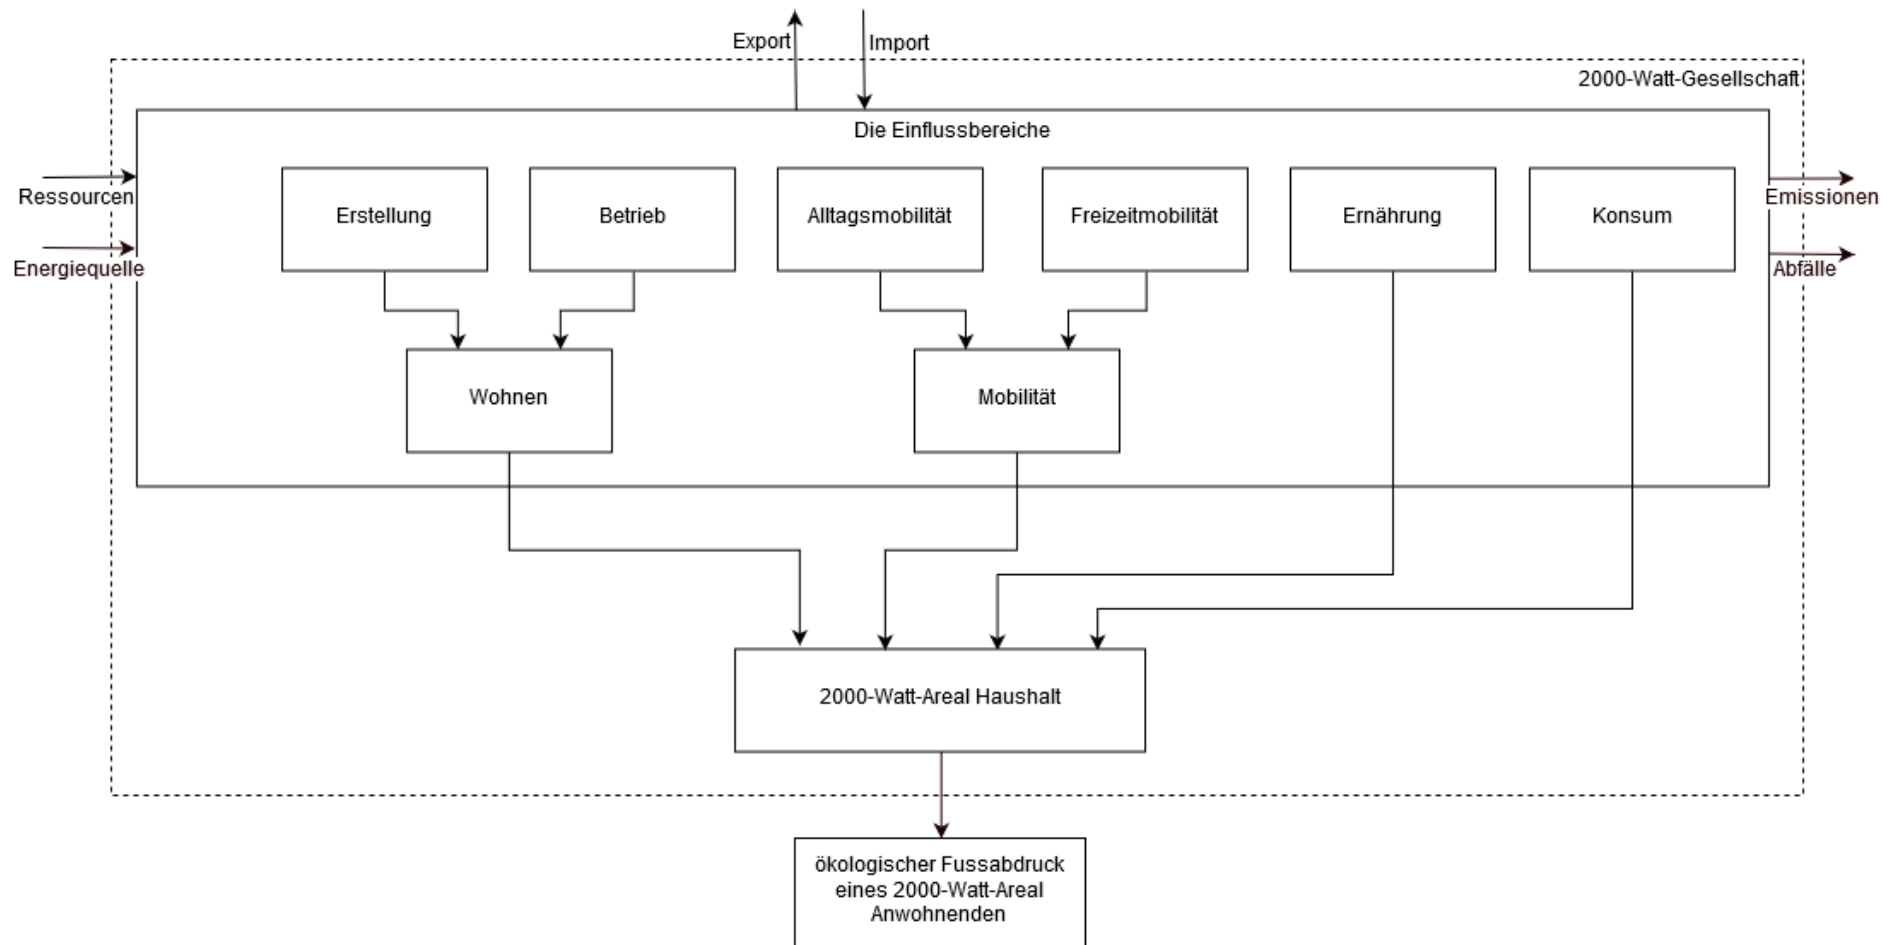 Export
Import
2000-Watt-Gesellschaft
Die Einflussbereiche
Ressourcen
Energiequelle
Erstellung
Betrieb
Alltagsmobilität
Freizeitmobilität
Ernährung
Konsum
Emissionen
Abfälle
Wohnen
Mobilität
2000-Watt-Areal Haushalt
ökologischer Fussabdruck
eines 2000-Watt-Areal
Anwohnenden